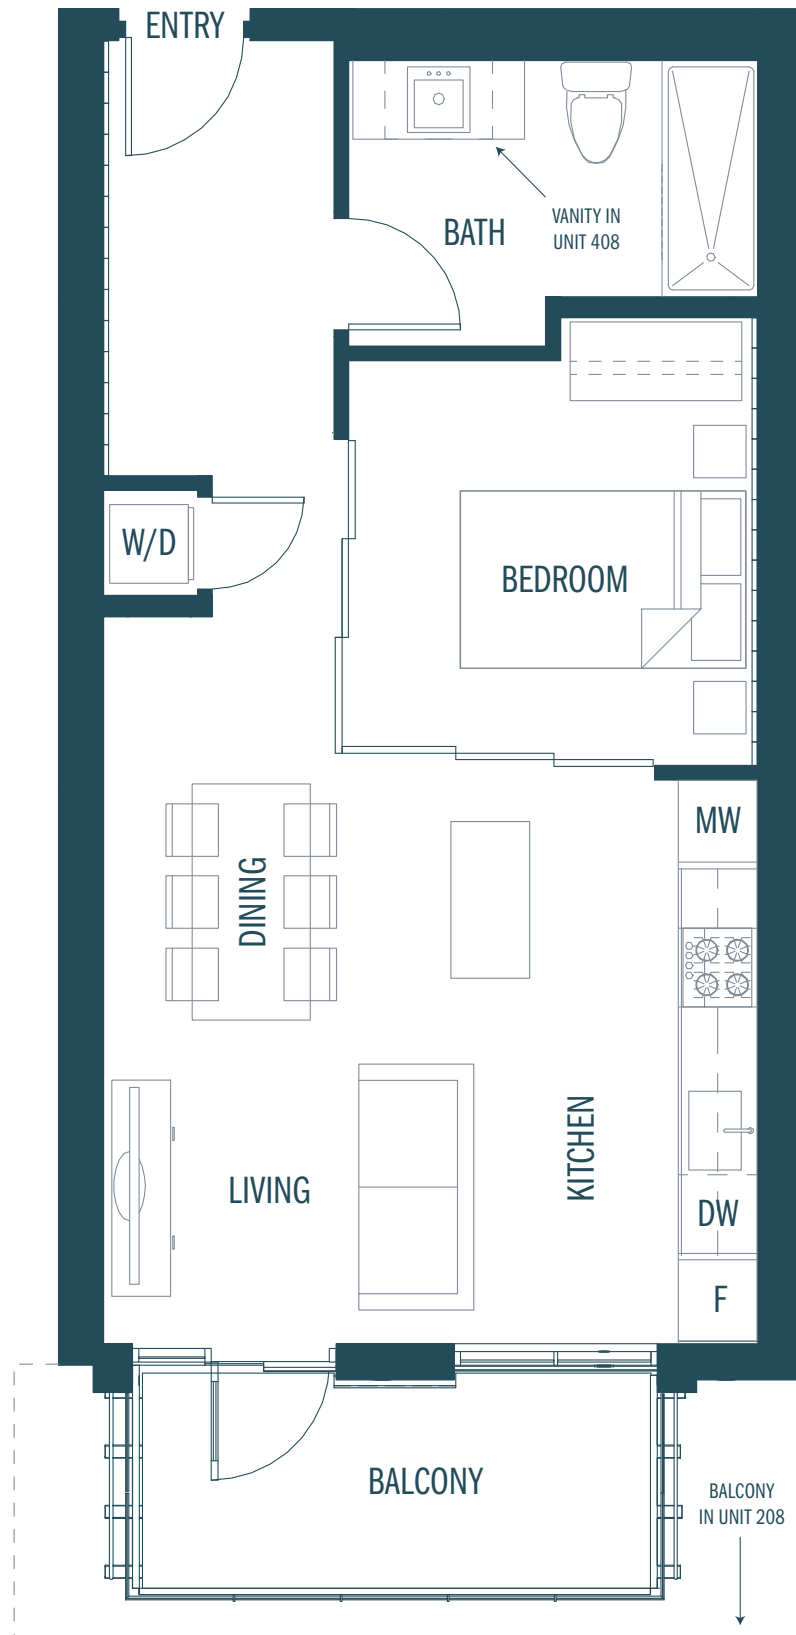 ENTRY
BATH
VANITY IN
UNIT 408
W/D
BEDROOM
MW
DINING
KITCHEN
LIVING
DW
F
BALCONY
BALCONY
IN UNIT 208